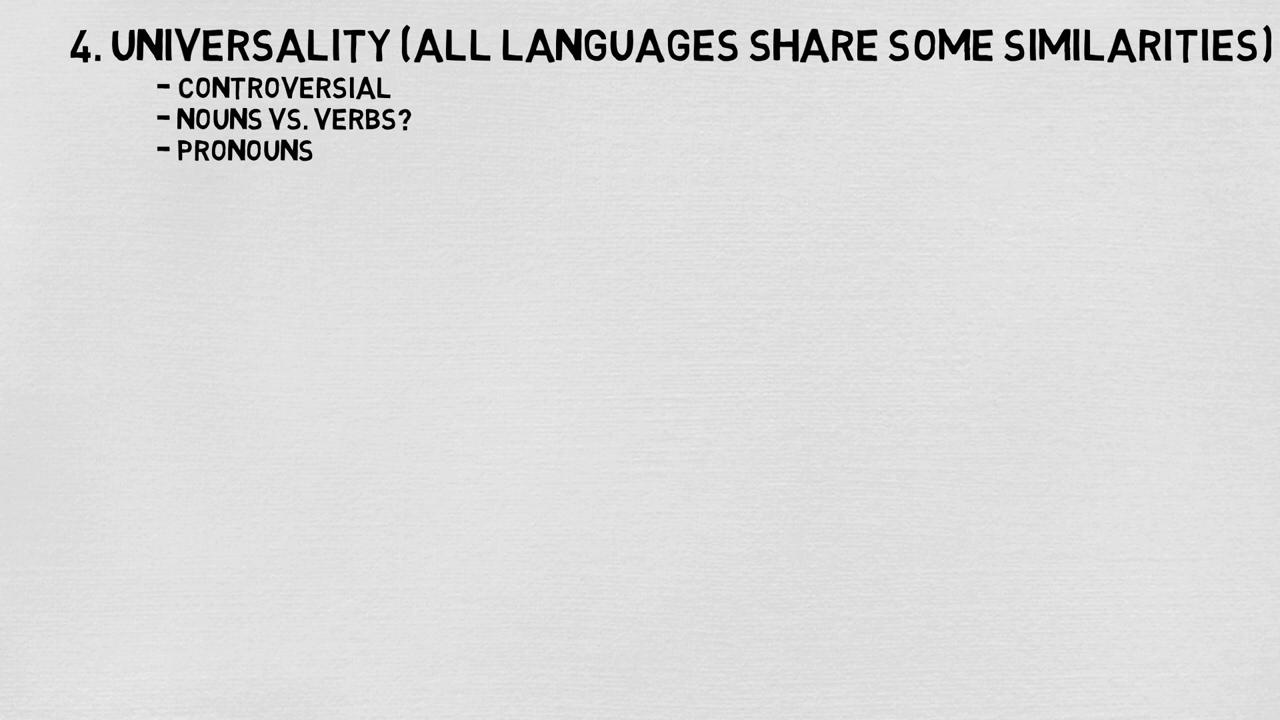 4. UNIVERSALITY (ALL LANGUAGES SHARE SOME SIMILARITIES)
- CONTROVERSIAL
- NOUNS VS. VERBS?
- PRONOUNS